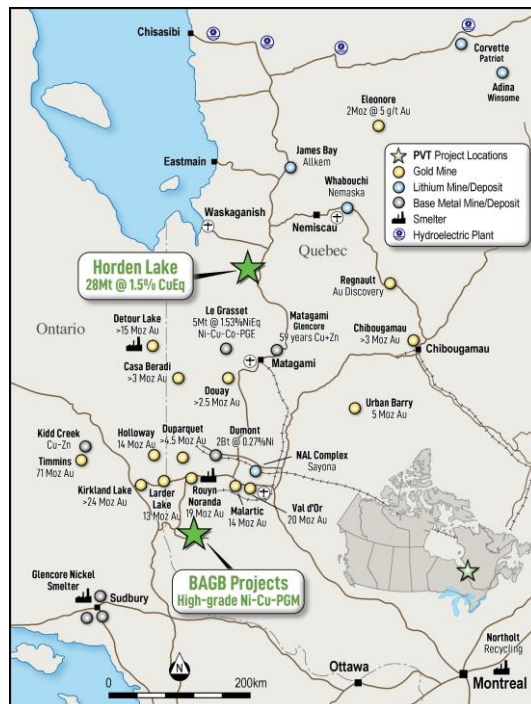 Chisasibi
Corvette
Patriot
Adina
Winsome
Eleonore
2Moz @ 5 g/t Au
PVT Project Locations
Gold Mine
Lithium Mine/Deposit
Base Metal Mine/Deposit
Smelter
Hydroelectric Plant
James Bay
Allkem
Eastmain
Whabouchi
Nemaska
Waskaganish
Nemiscau
Quebec
Horden Lake
28Mt @ 1.5% CuEq
Regnault
Au Discovery
Ontario
Detour Lake
>15 Moz Au
Le Grasset
5Mt @ 1.53%NiEq
Ni-Cu-Co-PGE
Matagami
Glencore
59 years Cu+Zn
Chibougamau
>3 Moz Au
Chibougamau
Matagami
Casa Beradi
>3 Moz Au
Douay
>2.5 Moz Au
Urban Barry
5 Moz Au
Kidd Creek
Cu-Zn
Timmins
71 Moz Au
Holloway
14 Moz Au
Duparquet
>4.5 Moz Au
Dumont
2Bt @ 0.27%Ni
NAL Complex
Sayona
Kirkland Lake
>24 Moz Au
Larder
Lake
13 Moz Au
Rouyn
Noranda
19 Moz Au
Malartic
14 Moz Au
Val d'Or
20 Moz Au
BAGB Projects
High-grade Ni-Cu-PGM
Glencore Nickel
Smelter
Sudbury
Northolt
Recycling
N
0
200km
Ottawa
Montreal